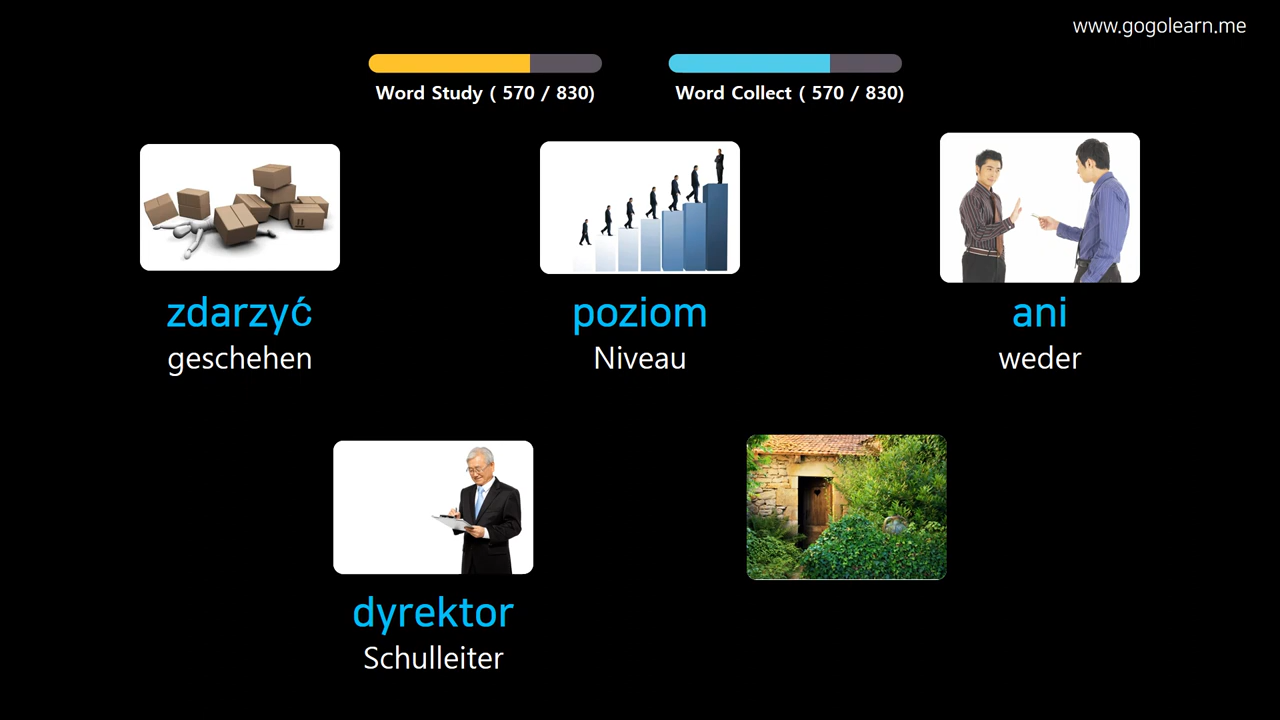 www.gogolearn.me
Word Study ( 570 / 830)
Word Collect ( 570 / 830)
zdarzyć
geschehen
poziom
Niveau
ani
weder
dyrektor
Schulleiter